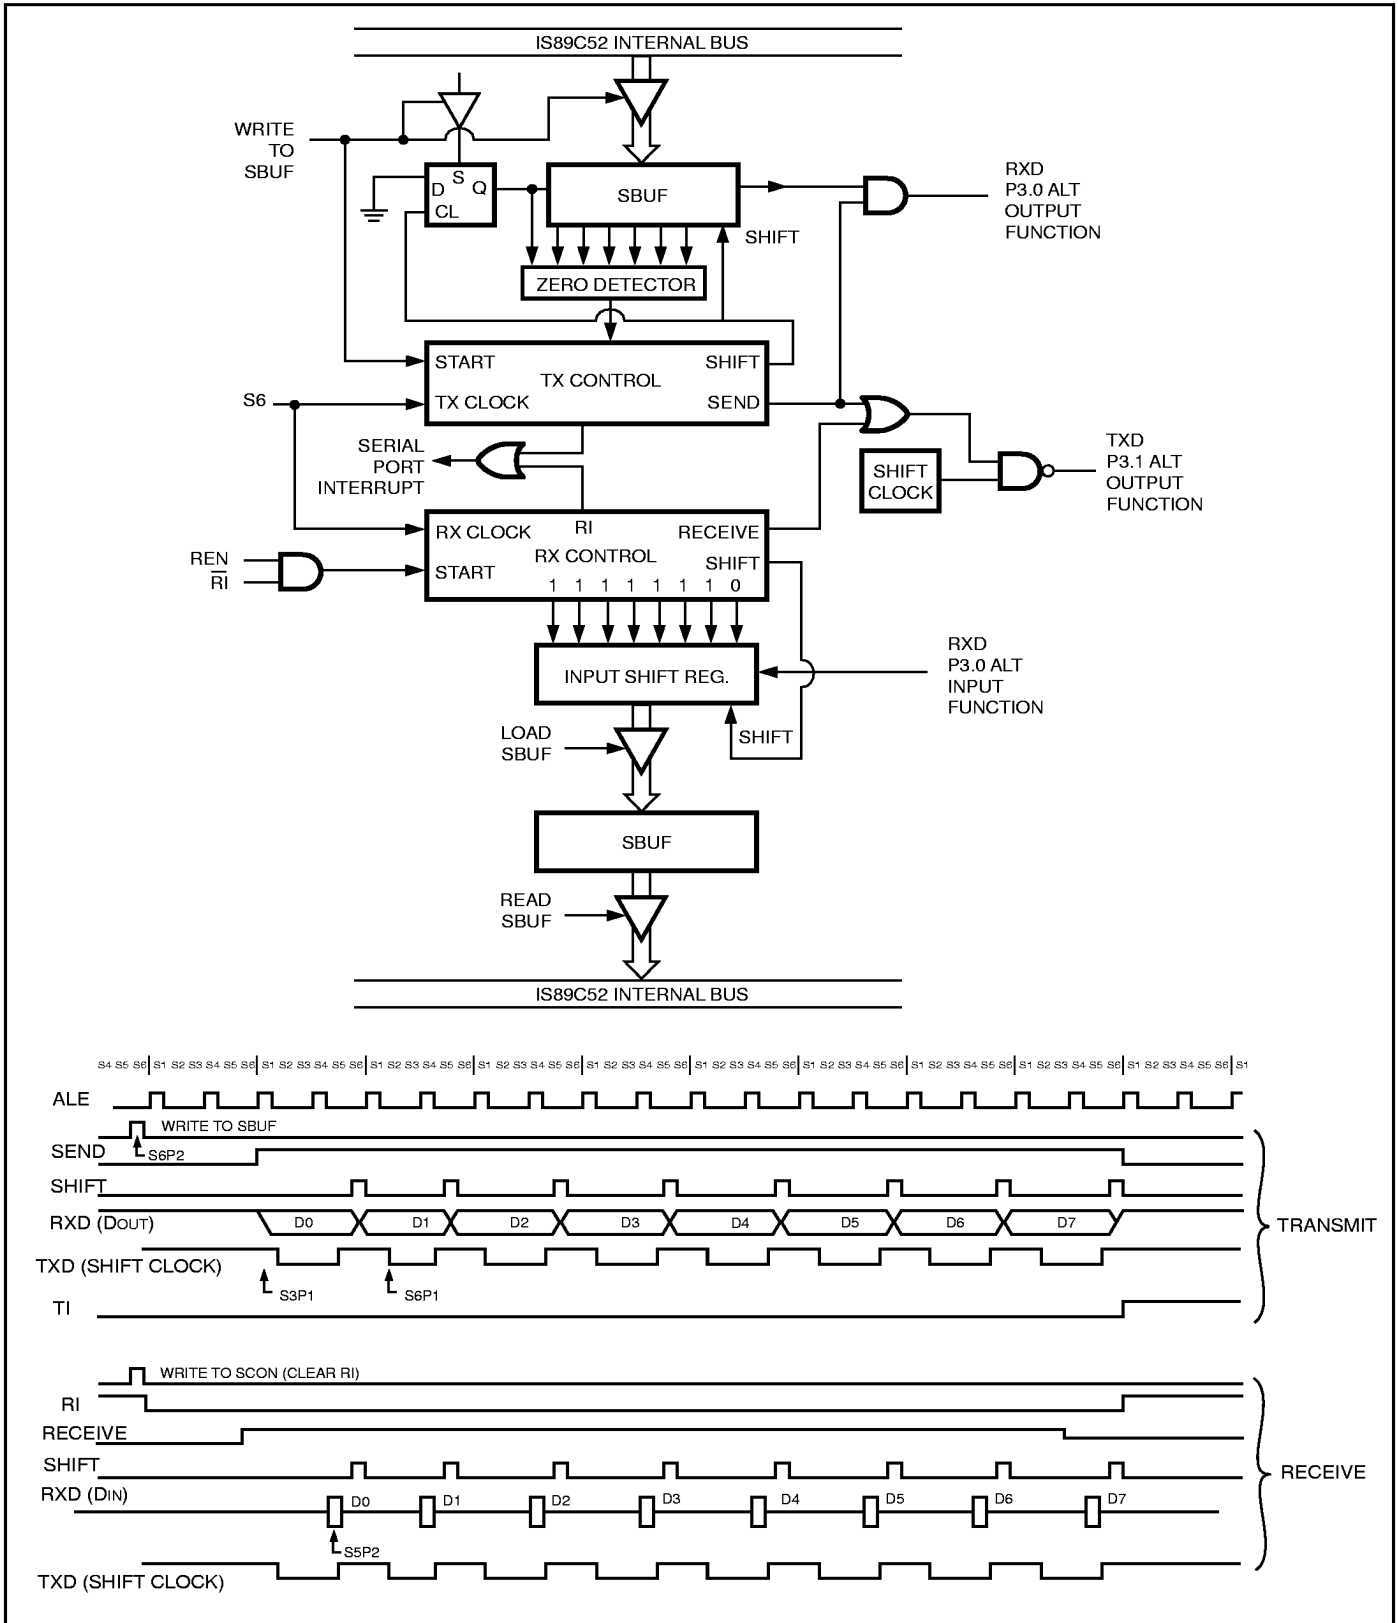 IS89C52 INTERNAL BUS
WRITE
TO
SBUF
D S Q
CL
SBUF
RXD
P3.0 ALT
OUTPUT
FUNCTION
SHIFT
ZERO DETECTOR
START
SHIFT
TX CONTROL
S6
TX CLOCK
SEND
SERIAL
PORT
INTERRUPT
SHIFT
CLOCK
TXD
P3.1 ALT
OUTPUT
FUNCTION
RX CLOCK
RI
RECEIVE
RX CONTROL
SHIFT
REN
RI
START
1 1 1 1 1 1 1 0
INPUT SHIFT REG.
RXD
P3.0 ALT
INPUT
FUNCTION
LOAD
SBUF
SHIFT
SBUF
READ
SBUF
IS89C52 INTERNAL BUS
S4 S5 S6 S1 S2 S3 S4 S5 S6 S1 S2 S3 S4 S5 S6 S1 S2 S3 S4 S5 S6 S1 S2 S3 S4 S5 S6 S1 S2 S3 S4 S5 S6 S1 S2 S3 S4 S5 S6 S1 S2 S3 S4 S5 S6 S1 S2 S3 S4 S5 S6 S1 S2 S3 S4 S5 S6 S1 S2 S3 S4 S5 S6 S1
ALE
WRITE TO SBUF
SEND
S6P2
SHIFT
RXD (DOUT)
D0 D1 D2 D3 D4 D5 D6 D7
TRANSMIT
TXD (SHIFT CLOCK)
S3P1
S6P1
TI
WRITE TO SCON (CLEAR RI)
RI
RECEIVE
SHIFT
RECEIVE
RXD (DIN)
D0 D1 D2 D3 D4 D5 D6 D7
S5P2
TXD (SHIFT CLOCK)